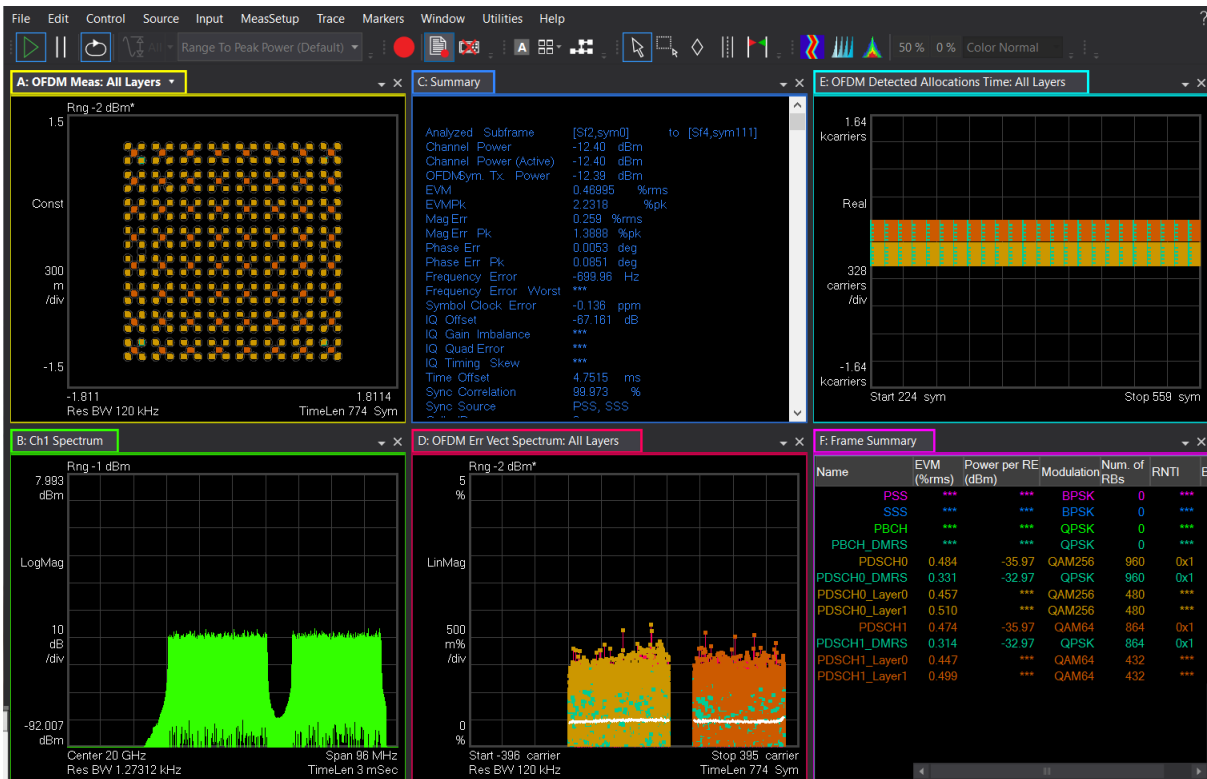 File Edit Control Source Input MeasSetup Trace Markers Window Utilities Help ?
All Range To Peak Power (Default) A 50 % 0 % Color Normal
A: OFDM Meas: All Layers
Rng -2 dBm*
1.5
Const
300
m
/div
-1.5
-1.811 1.8114
Res BW 120 kHz TimeLen 774 Sym
C: Summary
Analyzed Subframe [Sf2,sym0] to [Sf4,sym111]
Channel Power -12.40 dBm
Channel Power (Active) -12.40 dBm
OFDMSym. Tx. Power -12.39 dBm
EVM 0.46995 %rms
EVMPk 2.2318 %pk
Mag Err 0.259 %rms
Mag Err Pk 1.3888 %pk
Phase Err 0.0053 deg
Phase Err Pk 0.0851 deg
Frequency Error -699.96 Hz
Frequency Error Worst ***
Symbol Clock Error -0.136 ppm
IQ Offset -67.161 dB
IQ Gain Imbalance ***
IQ Quad Error ***
IQ Timing Skew ***
Time Offset 4.7515 ms
Sync Correlation 99.973 %
Sync Source PSS, SSS
E: OFDM Detected Allocations Time: All Layers
1.64
kcarriers
Real
328
carriers
/div
-1.64
kcarriers
Start 224 sym Stop 559 sym
B: Ch1 Spectrum
Rng -1 dBm
7.993
dBm
LogMag
10
dB
/div
-92.007
dBm
Center 20 GHz Span 96 MHz
Res BW 1.27312 kHz TimeLen 3 mSec
D: OFDM Err Vect Spectrum: All Layers
Rng -2 dBm*
5
%
LinMag
500
m%
/div
0
%
Start -396 carrier Stop 395 carrier
Res BW 120 kHz TimeLen 774 Sym
F: Frame Summary
Name EVM (%rms) Power per RE (dBm) Modulation Num. of RBs RNTI
PSS *** *** BPSK 0 ***
SSS *** *** BPSK 0 ***
PBCH *** *** QPSK 0 ***
PBCH_DMRS *** *** QPSK 0 ***
PDSCH0 0.484 -35.97 QAM256 960 0x1
PDSCH0_DMRS 0.331 -32.97 QPSK 960 0x1
PDSCH0_Layer0 0.457 *** QAM256 480 ***
PDSCH0_Layer1 0.510 *** QAM256 480 ***
PDSCH1 0.474 -35.97 QAM64 864 0x1
PDSCH1_DMRS 0.314 -32.97 QPSK 864 0x1
PDSCH1_Layer0 0.447 *** QAM64 432 ***
PDSCH1_Layer1 0.499 *** QAM64 432 ***